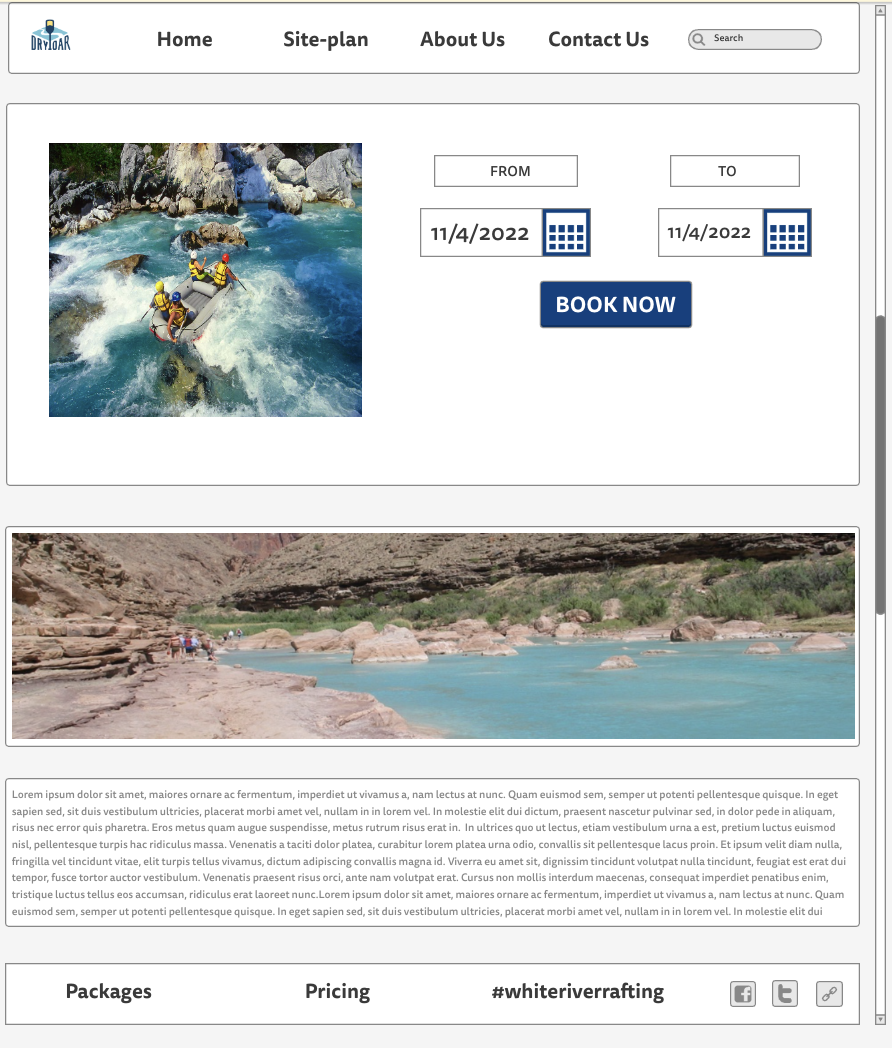 DRY OAR
Home Site-plan About Us Contact Us Search
FROM TO
11/4/2022 11/4/2022
BOOK NOW
Lorem ipsum dolor sit amet, maiores ornare ac fermentum, imperdiet ut vivamus a, nam lectus at nunc. Quam euismod sem, semper ut potenti pellentesque quisque. In eget
sapien sed, sit duis vestibulum ultricies, placerat morbi amet vel, nullam in in lorem vel. In molestie elit dui dictum, praesent nascetur pulvinar sed, in dolor pede in aliquam,
risus nec error quis pharetra. Eros metus quam augue suspendisse, metus rutrum risus erat in. In ultrices quo ut lectus, etiam vestibulum urna a est, pretium luctus euismod
nisl, pellentesque turpis hac ridiculus massa. Venenatis a taciti dolor platea, curabitur lorem platea urna odio, convallis sit pellentesque lacus proin. Et ipsum velit diam nulla,
fringilla vel tincidunt vitae, elit turpis tellus vivamus, dictum adipiscing convallis magna id. Viverra eu amet sit, dignissim tincidunt volutpat nulla tincidunt, feugiat est erat dui
tempor, fusce tortor auctor vestibulum. Venenatis praesent risus orci, ante nam volutpat erat. Cursus non mollis interdum maecenas, consequat imperdiet penatibus enim,
tristique luctus tellus eos accumsan, ridiculus erat laoreet nunc.Lorem ipsum dolor sit amet, maiores ornare ac fermentum, imperdiet ut vivamus a, nam lectus at nunc. Quam
euismod sem, semper ut potenti pellentesque quisque. In eget sapien sed, sit duis vestibulum ultricies, placerat morbi amet vel, nullam in in lorem vel. In molestie elit dui
Packages Pricing #whiteriverrafting